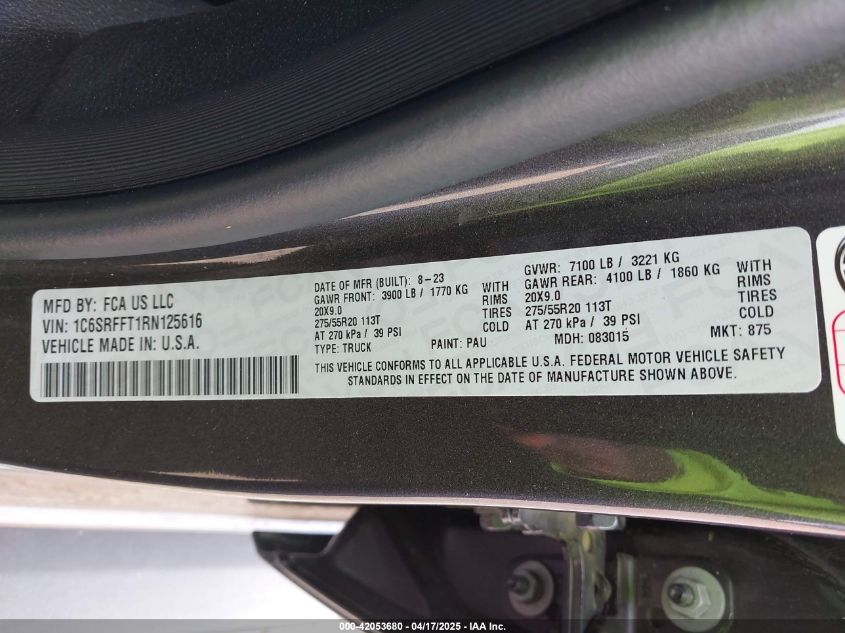 MFD BY: FCA US LLC
VIN: 1C6SRFFT1RN125616
VEHICLE MADE IN: U.S.A.
DATE OF MFR (BUILT): 8-23
GAWR FRONT: 3900 LB / 1770 KG WITH
20X9.0 RIMS
275/55R20 113T TIRES
AT 270 kPa / 39 PSI COLD
TYPE: TRUCK PAINT: PAU
GVWR: 7100 LB / 3221 KG
GAWR REAR: 4100 LB / 1860 KG WITH
20X9.0 RIMS
275/55R20 113T TIRES
AT 270 kPa / 39 PSI COLD
MDH: 083015 MKT: 875
THIS VEHICLE CONFORMS TO ALL APPLICABLE U.S.A. FEDERAL MOTOR VEHICLE SAFETY
STANDARDS IN EFFECT ON THE DATE OF MANUFACTURE SHOWN ABOVE.
000-42053680 - 04/17/2025 - IAA Inc.